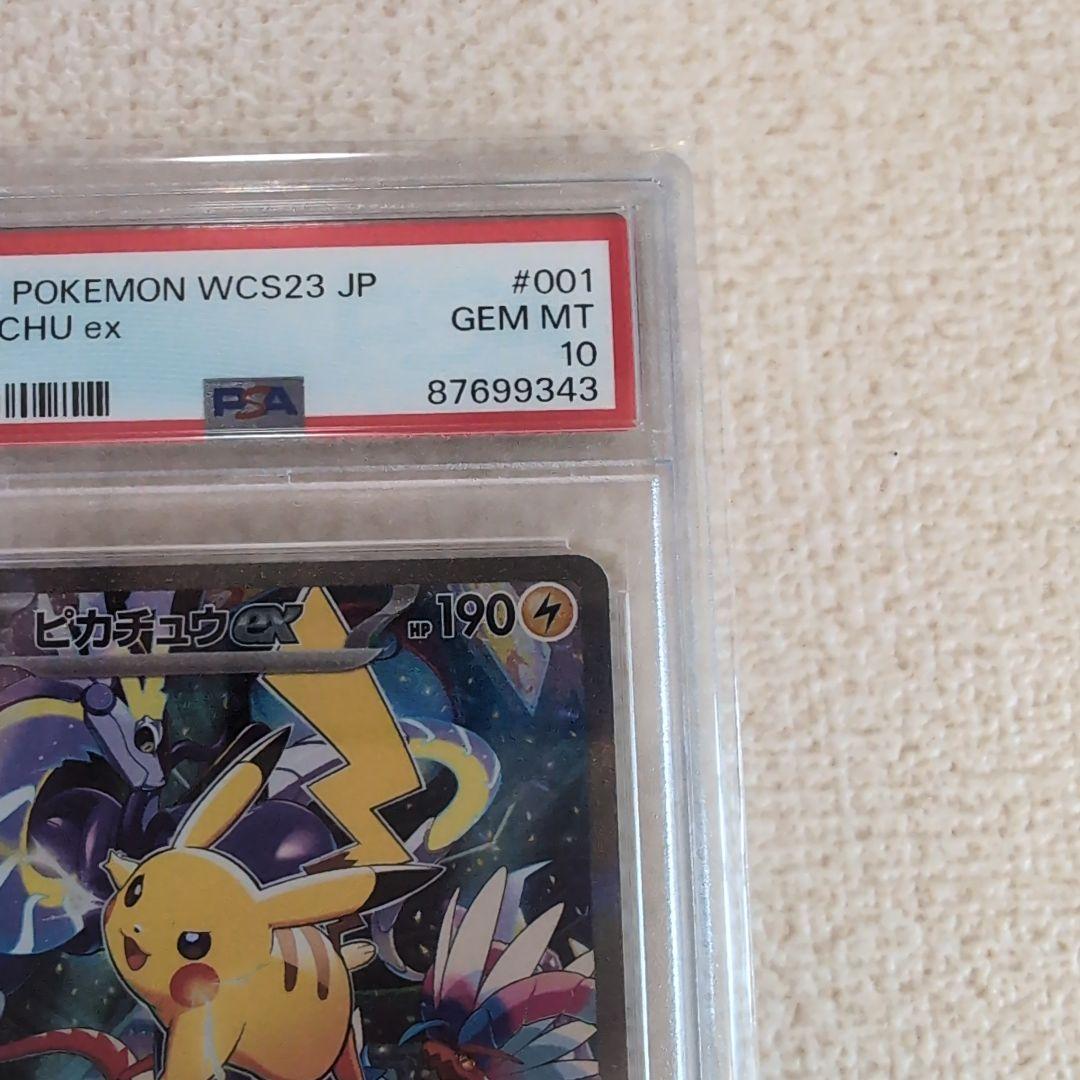 POKEMON WCS23 JP #001
CHU ex GEM MT
10
PSA 87699343
ピカチュウex HP 190